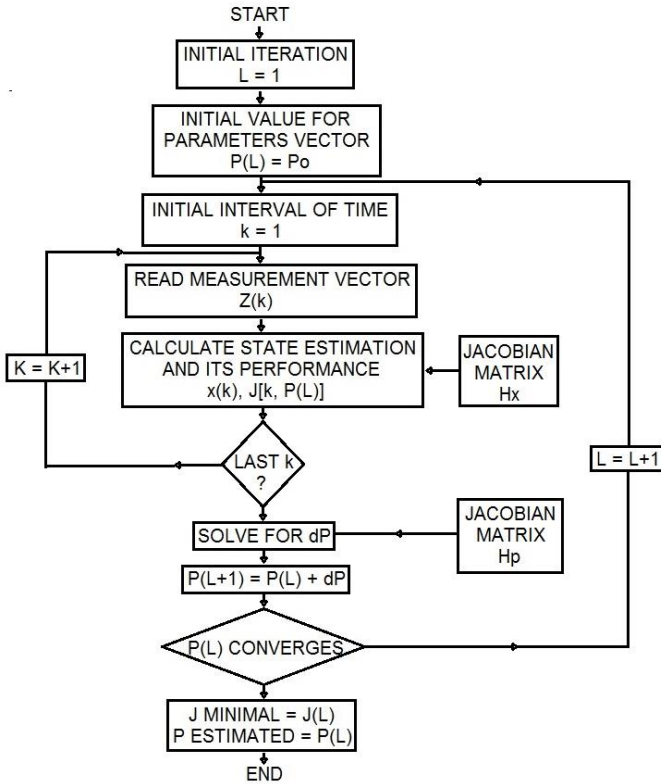 START
INITIAL ITERATION
L = 1
INITIAL VALUE FOR
PARAMETERS VECTOR
P(L) = Po
INITIAL INTERVAL OF TIME
k = 1
READ MEASUREMENT VECTOR
Z(k)
CALCULATE STATE ESTIMATION
AND ITS PERFORMANCE
x(k), J[k, P(L)]
JACOBIAN
MATRIX
Hx
K = K+1
LAST k
?
L = L+1
SOLVE FOR dP
JACOBIAN
MATRIX
Hp
P(L+1) = P(L) + dP
P(L) CONVERGES
J MINIMAL = J(L)
P ESTIMATED = P(L)
END